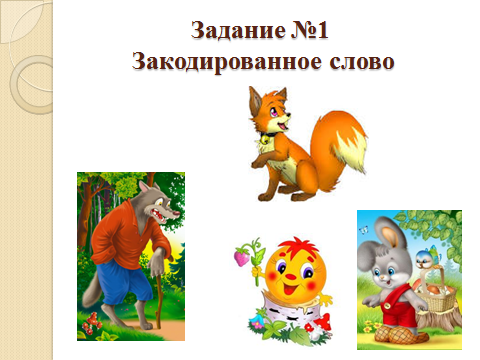 Задание №1
Закодированное слово